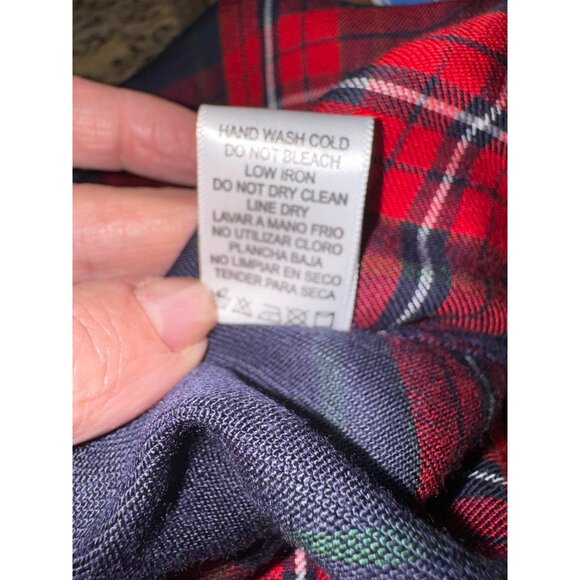 HAND WASH COLD
DO NOT BLEACH
LOW IRON
DO NOT DRY CLEAN
LINE DRY
LAVAR A MANO FRIO
NO UTILIZAR CLORO
PLANCHA BAJA
NO LIMPIAR EN SECO
TENDER PARA SECA